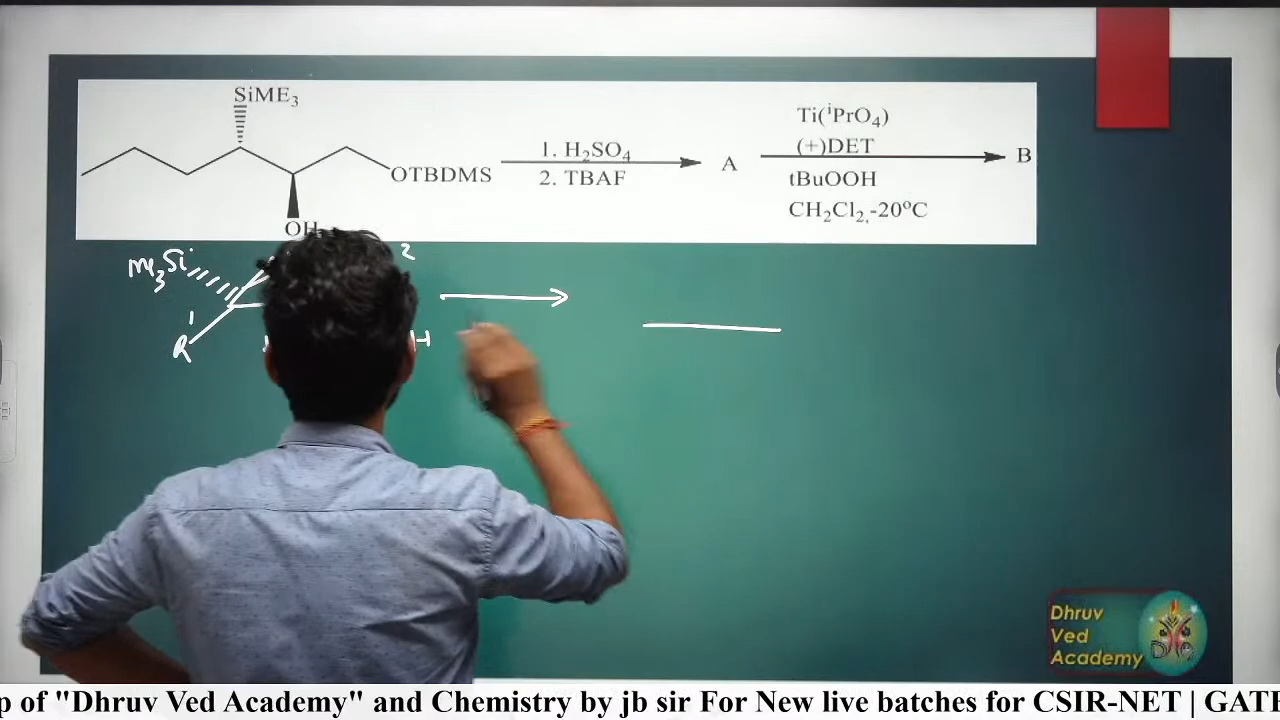 SiME3
OTBDMS
OH
1. H2SO4
2. TBAF
A
Ti(iPrO4)
(+)DET
tBuOOH
CH2Cl2,-20oC
B
Me3Si
2
1
R
H
Dhruv
Ved
Academy
p of "Dhruv Ved Academy" and Chemistry by jb sir For New live batches for CSIR-NET | GATE